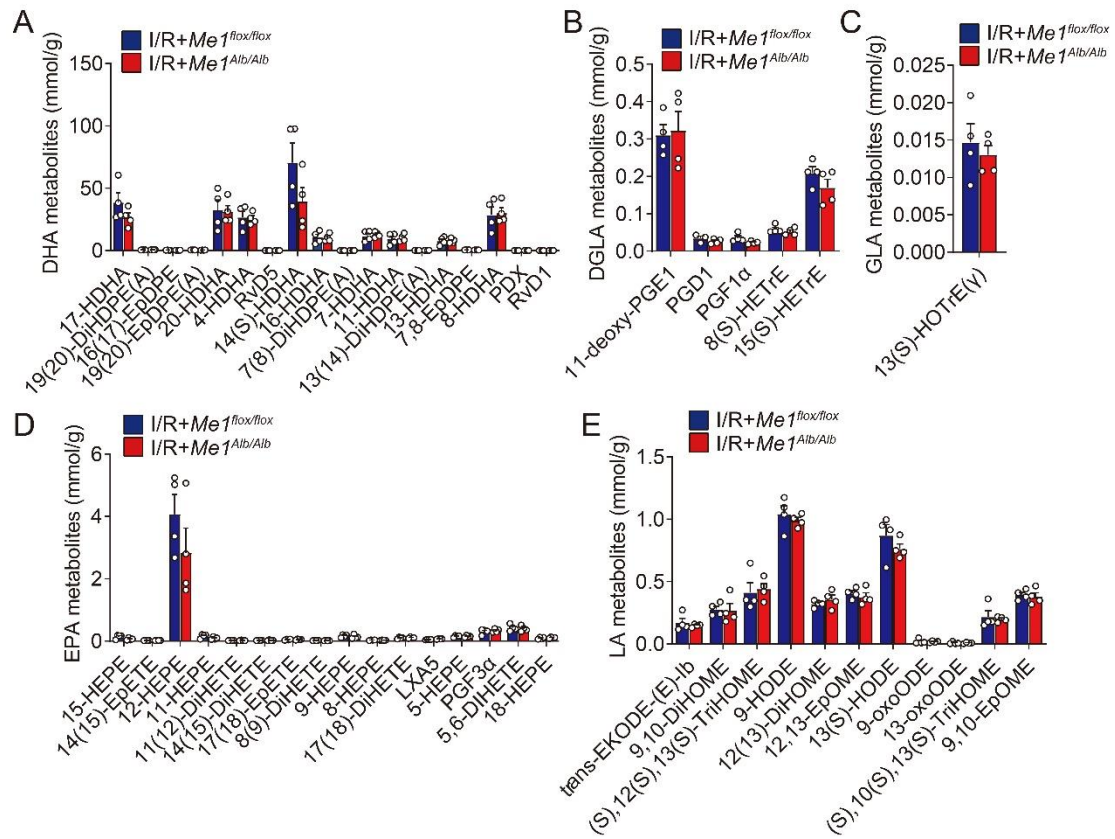 A
I/R+Me1flox/flox
I/R+Me1Alb/Alb
DHA metabolites (mmol/g)
150
100
50
0
17-HDHA
19(20)-DiHDPE(A)
16(17)-EpDPE
19(20)-EpDPE(A)
20-HDHA
4-HDHA
RvD5
14(S)-HDHA
16-HDHA
7(8)-DiHDPE(A)
7-HDHA
11-HDHA
13(14)-DiHDPE(A)
13-HDHA
7,8-EpDPE
8-HDHA
PDX
RvD1
B
I/R+Me1flox/flox
I/R+Me1Alb/Alb
DGLA metabolites (mmol/g)
0.5
0.4
0.3
0.2
0.1
0.0
11-deoxy-PGE1
PGD1
PGF1α
8(S)-HETrE
15(S)-HETrE
C
I/R+Me1flox/flox
I/R+Me1Alb/Alb
GLA metabolites (mmol/g)
0.025
0.020
0.015
0.010
0.005
0.000
13(S)-HOTrE(γ)
D
I/R+Me1flox/flox
I/R+Me1Alb/Alb
EPA metabolites (mmol/g)
6
4
2
0
15-HEPE
14(15)-EpETE
12-HEPE
11-HEPE
11(12)-DiHETE
14(15)-DiHETE
17(18)-EpETE
8(9)-DiHETE
9-HEPE
8-HEPE
17(18)-DiHETE
LXA5
5-HEPE
PGF3α
5,6-DiHETE
18-HEPE
E
I/R+Me1flox/flox
I/R+Me1Alb/Alb
LA metabolites (mmol/g)
1.5
1.0
0.5
0.0
trans-EKODE-(E)-Ib
9,10-DiHOME
(S),12(S),13(S)-TriHOME
9-HODE
12(13)-DiHOME
12,13-EpOME
13(S)-HODE
9-oxoODE
13-oxoODE
(S),10(S),13(S)-TriHOME
9,10-EpOME